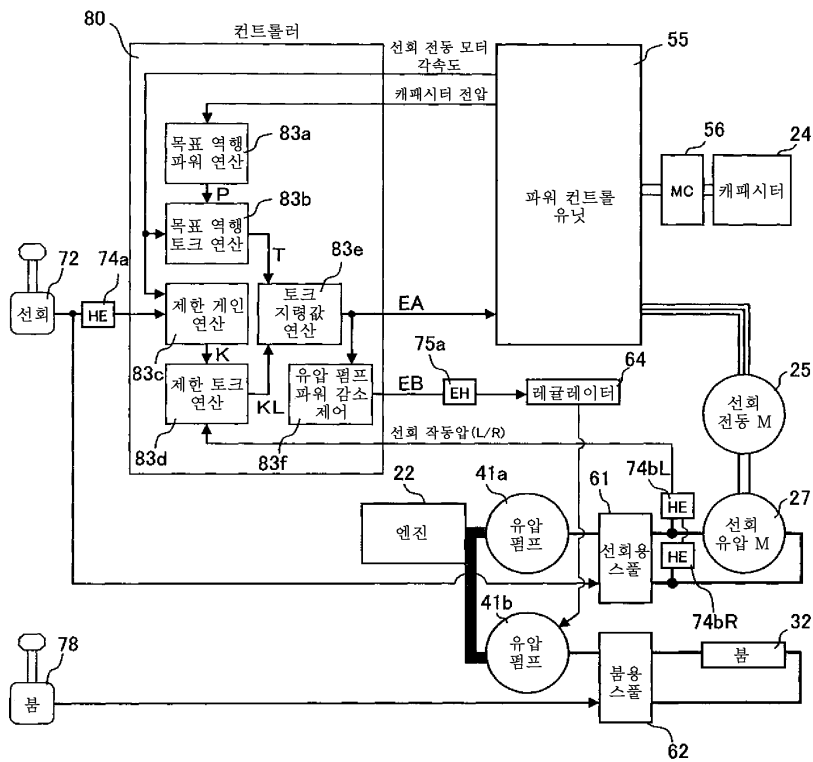 80
컨트롤러
선회 전동 모터
각속도
캐패시터 전압
55
목표 역행
파워 연산
83a
P
목표 역행
토크 연산
83b
T
83e
56
24
MC
캐패시터
파워 컨트롤
유닛
72
선회
74a
HE
제한 게인
연산
83c
K
토크
지령값
연산
EA
제한 토크
연산
83d
KL
유압 펌프
파워 감소
제어
83f
EB
75a
EH
64
레귤레이터
선회 작동압(L/R)
25
선회
전동 M
22
엔진
41a
유압
펌프
61
선회용
스풀
74bL
HE
HE
74bR
27
선회
유압 M
41b
유압
펌프
78
붐
붐용
스풀
62
32
붐